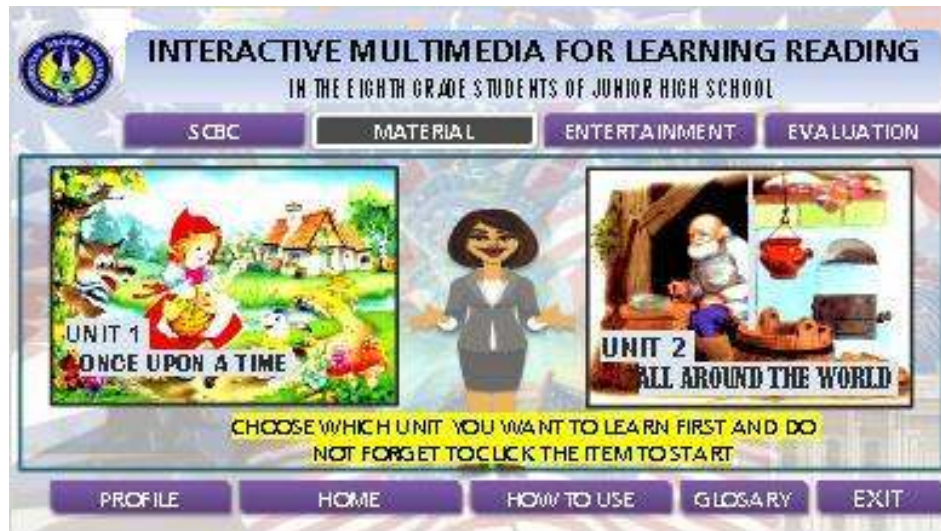 INTERACTIVE MULTIMEDIA FOR LEARNING READING
IN THE EIGHTH GRADE STUDENTS OF JUNIOR HIGH SCHOOL
SCBC MATERIAL ENTERTAINMENT EVALUATION
UNIT 1
ONCE UPON A TIME
UNIT 2
ALL AROUND THE WORLD
CHOOSE WHICH UNIT YOU WANT TO LEARN FIRST AND DO
NOT FORGET TO CLICK THE ITEM TO START
PROFILE HOME HOW TO USE GLOSARY EXIT